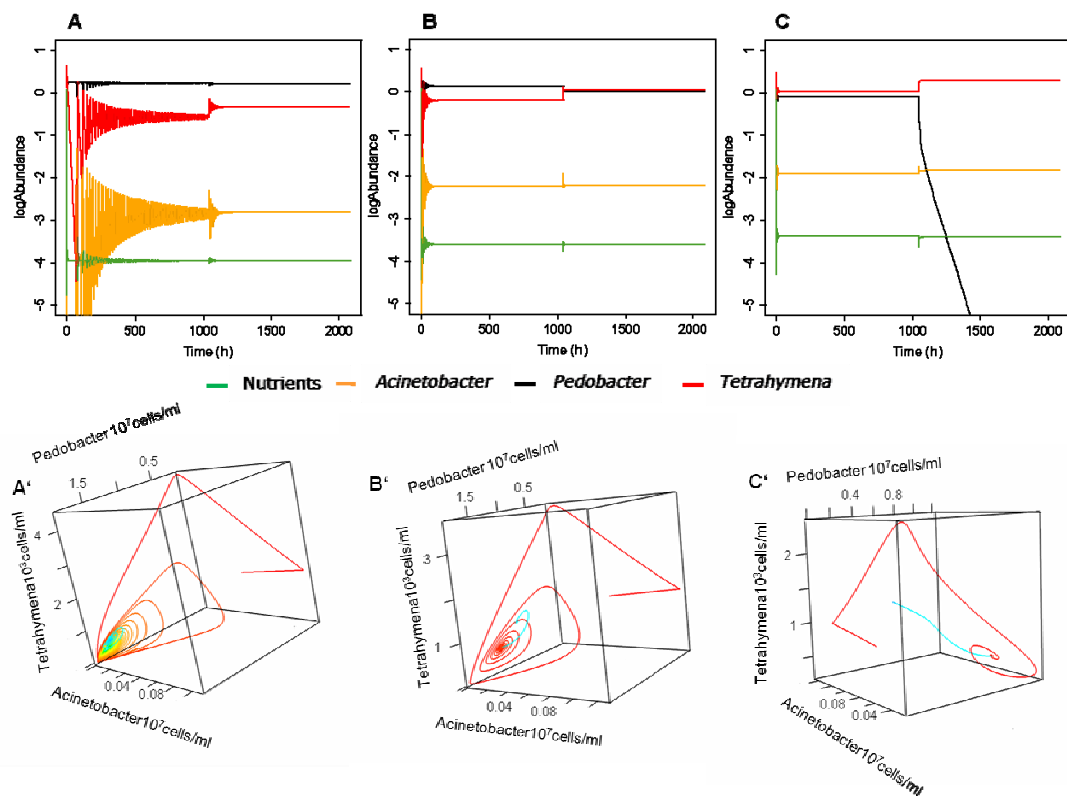 A
B
C
logAbundance
1
0
-1
-2
-3
-4
-5
0
500
1000
1500
2000
Time (h)
logAbundance
1
0
-1
-2
-3
-4
-5
0
500
1000
1500
2000
Time (h)
logAbundance
1
0
-1
-2
-3
-4
-5
0
500
1000
1500
2000
Time (h)
Nutrients Acinetobacter Pedobacter Tetrahymena
A'
Pedobacter 10⁷cells/ml
1.5
0.5
Tetrahymena10³cells/ml
4
2
0.04
0.08
Acinetobacter10⁷cells/ml
B'
Pedobacter 10⁷cells/ml
1.5
0.5
Tetrahymena10³cells/ml
3
1
0.04
0.08
Acinetobacter10⁷cells/ml
C'
Pedobacter 10⁷cells/ml
0.4
0.8
Tetrahymena10³cells/ml
2
1
0.08
0.04
Acinetobacter10⁷cells/ml